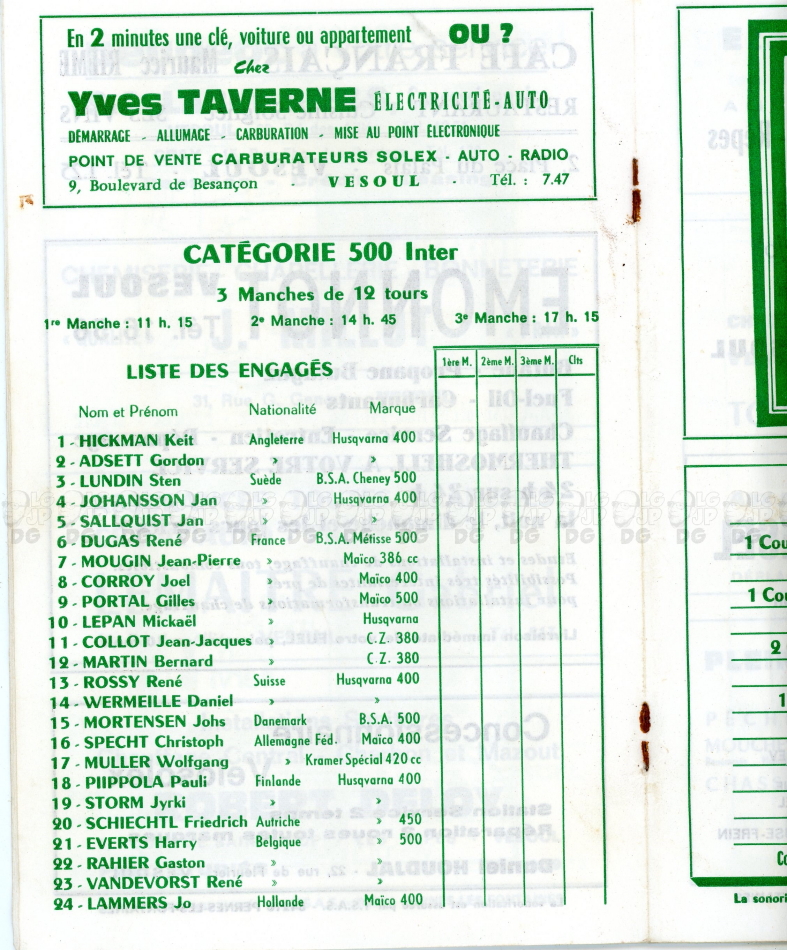 En 2 minutes une clé, voiture ou appartement OU ?
Chez
Yves TAVERNE ÉLECTRICITÉ-AUTO
DÉMARRAGE - ALLUMAGE - CARBURATION - MISE AU POINT ÉLECTRONIQUE
POINT DE VENTE CARBURATEURS SOLEX - AUTO - RADIO
9, Boulevard de Besançon - VESOUL - Tél. : 7.47
CATÉGORIE 500 Inter
3 Manches de 12 tours
1re Manche : 11 h. 15 2e Manche : 14 h. 45 3e Manche : 17 h. 15
LISTE DES ENGAGÉS 1ère M. 2ème M. 3ème M. Clts
Nom et Prénom Nationalité Marque
1 - HICKMAN Keit Angleterre Husqvarna 400
2 - ADSETT Gordon » »
3 - LUNDIN Sten Suède B.S.A. Cheney 500
4 - JOHANSSON Jan » Husqvarna 400
5 - SALLQUIST Jan » »
6 - DUGAS René France B.S.A. Métisse 500
7 - MOUGIN Jean-Pierre » Maïco 386 cc
8 - CORROY Joel » Maïco 400
9 - PORTAL Gilles » Maïco 500
10 - LEPAN Mickaël » Husqvarna
11 - COLLOT Jean-Jacques » C.Z. 380
12 - MARTIN Bernard » C.Z. 380
13 - ROSSY René Suisse Husqvarna 400
14 - WERMEILLE Daniel » »
15 - MORTENSEN Johs Danemark B.S.A. 500
16 - SPECHT Christoph Allemagne Féd. Maïco 400
17 - MULLER Wolfgang » Kramer Spécial 420 cc
18 - PIIPPOLA Pauli Finlande Husqvarna 400
19 - STORM Jyrki » »
20 - SCHIECHTL Friedrich Autriche » 450
21 - EVERTS Harry Belgique » 500
22 - RAHIER Gaston » »
23 - VANDEVORST René » »
24 - LAMMERS Jo Hollande Maïco 400
1 Cou
1 Cou
2
1
La sonori